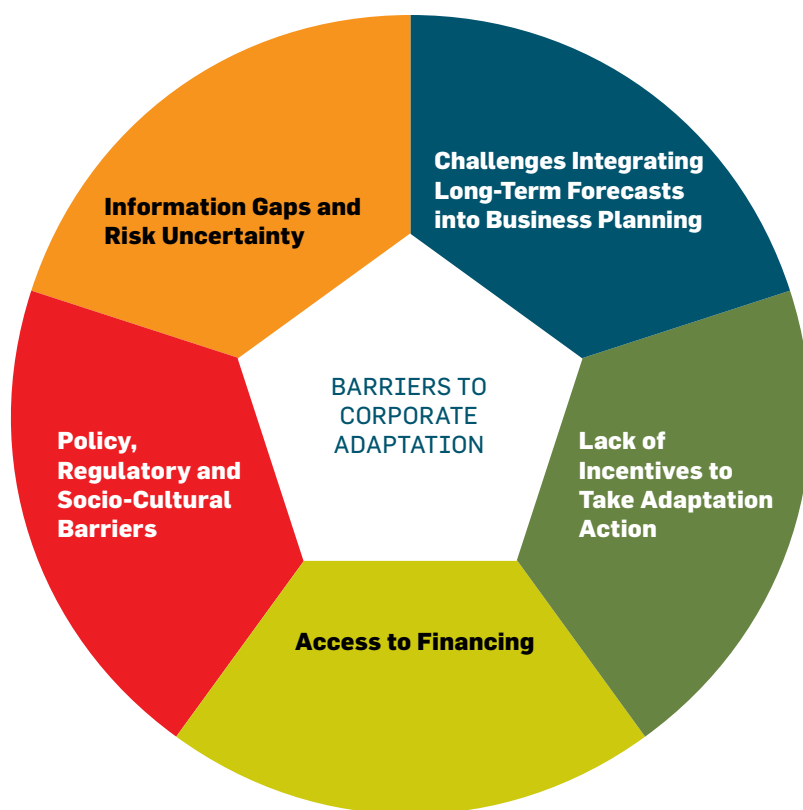 Information Gaps and
Risk Uncertainty
Challenges Integrating
Long-Term Forecasts
into Business Planning
BARRIERS TO
CORPORATE
ADAPTATION
Policy,
Regulatory and
Socio-Cultural
Barriers
Lack of
Incentives to
Take Adaptation
Action
Access to Financing